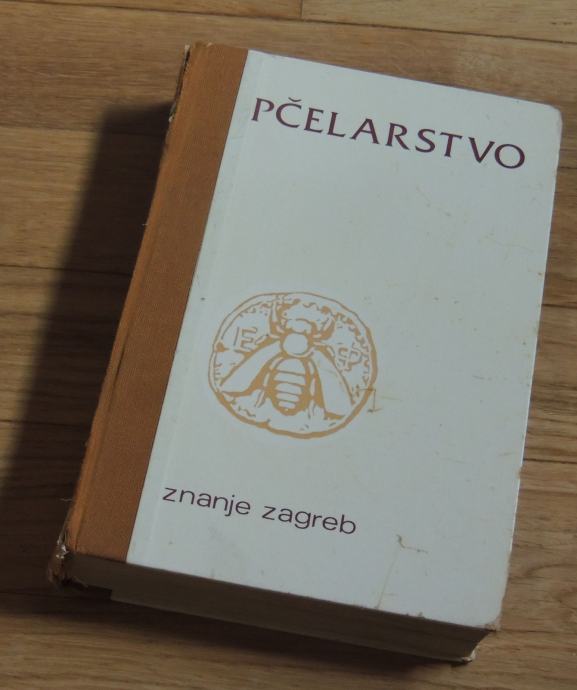 PČELARSTVO
E Φ
znanje zagreb